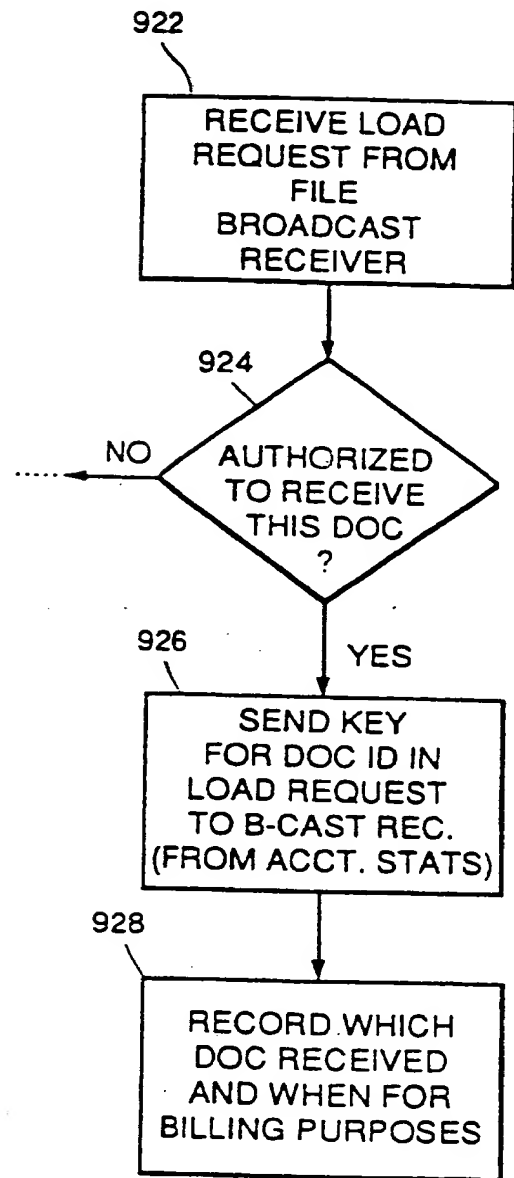 922
RECEIVE LOAD
REQUEST FROM
FILE
BROADCAST
RECEIVER
924
NO
AUTHORIZED
TO RECEIVE
THIS DOC
?
926
YES
SEND KEY
FOR DOC ID IN
LOAD REQUEST
TO B-CAST REC.
(FROM ACCT. STATS)
928
RECORD WHICH
DOC RECEIVED
AND WHEN FOR
BILLING PURPOSES